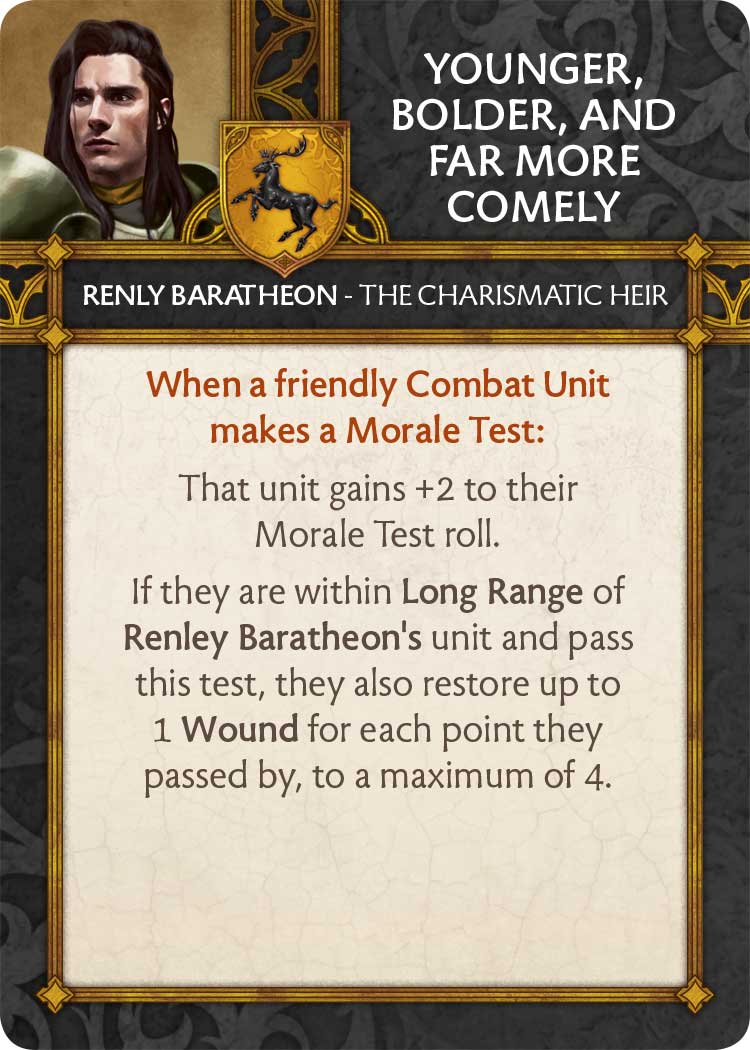 YOUNGER,
BOLDER, AND
FAR MORE
COMELY
RENLY BARATHEON - THE CHARISMATIC HEIR
When a friendly Combat Unit
makes a Morale Test:
That unit gains +2 to their
Morale Test roll.
If they are within Long Range of
Renley Baratheon's unit and pass
this test, they also restore up to
1 Wound for each point they
passed by, to a maximum of 4.